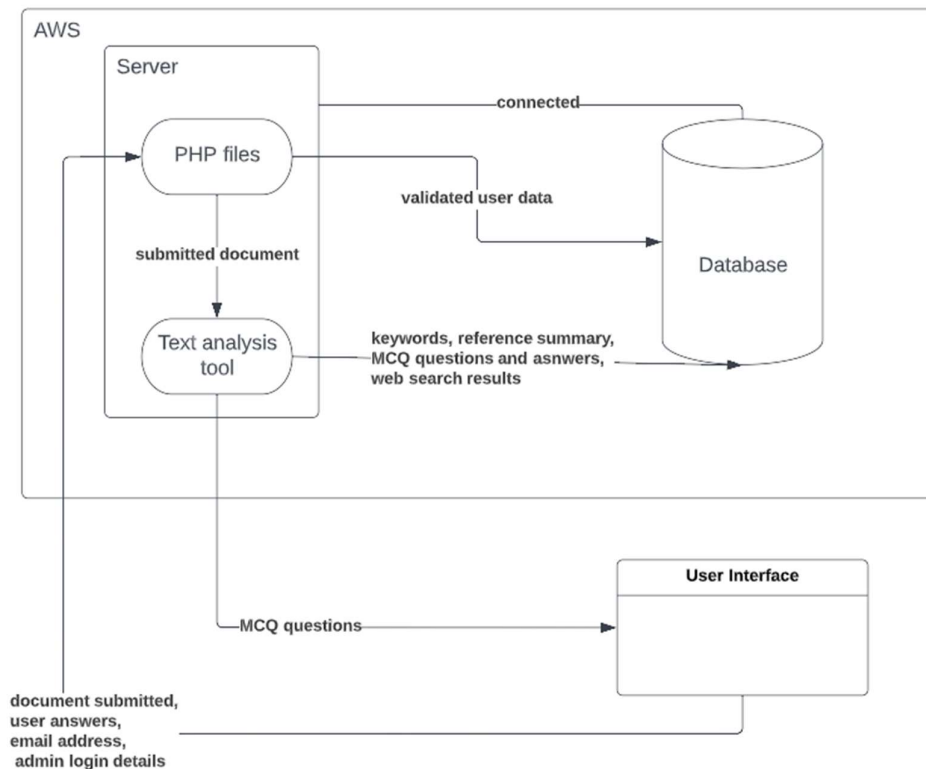 AWS
Server
connected
PHP files
validated user data
submitted document
Database
Text analysis
tool
keywords, reference summary,
MCQ questions and asnwers,
web search results
User Interface
MCQ questions
document submitted,
user answers,
email address,
admin login details